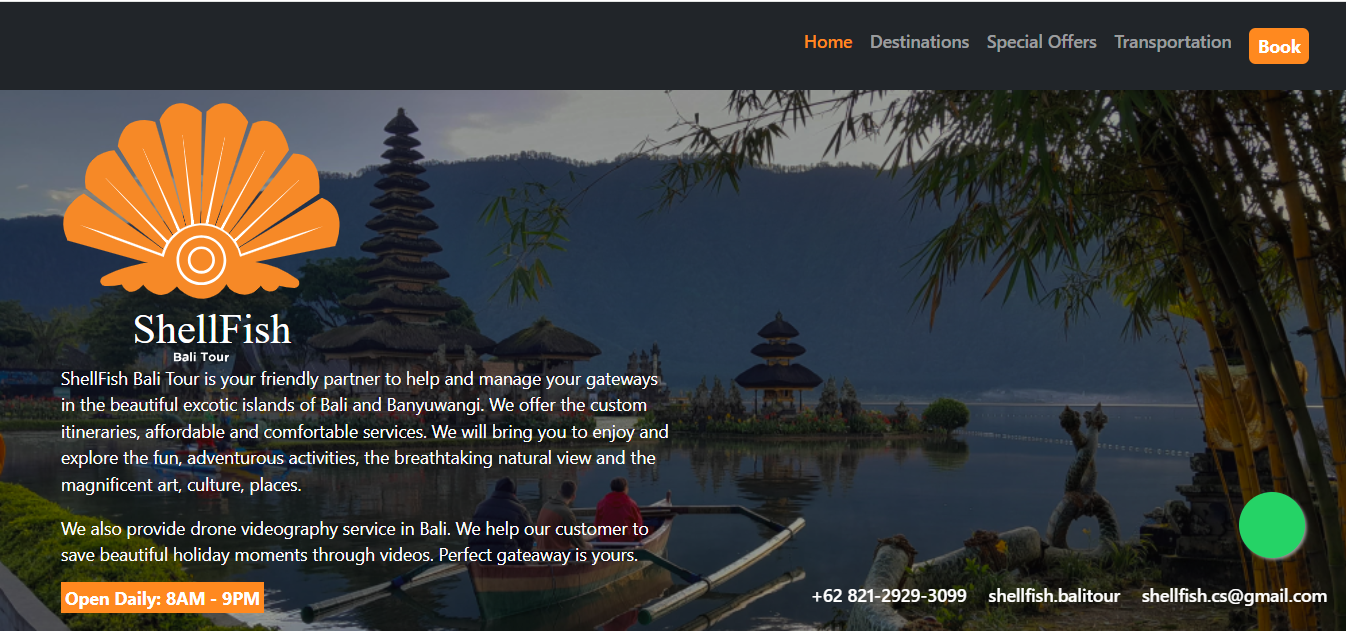 Home Destinations Special Offers Transportation Book
ShellFish
Bali Tour
ShellFish Bali Tour is your friendly partner to help and manage your gateways
in the beautiful excotic islands of Bali and Banyuwangi. We offer the custom
itineraries, affordable and comfortable services. We will bring you to enjoy and
explore the fun, adventurous activities, the breathtaking natural view and the
magnificent art, culture, places.
We also provide drone videography service in Bali. We help our customer to
save beautiful holiday moments through videos. Perfect gateaway is yours.
Open Daily: 8AM - 9PM
+62 821-2929-3099 shellfish.balitour shellfish.cs@gmail.com